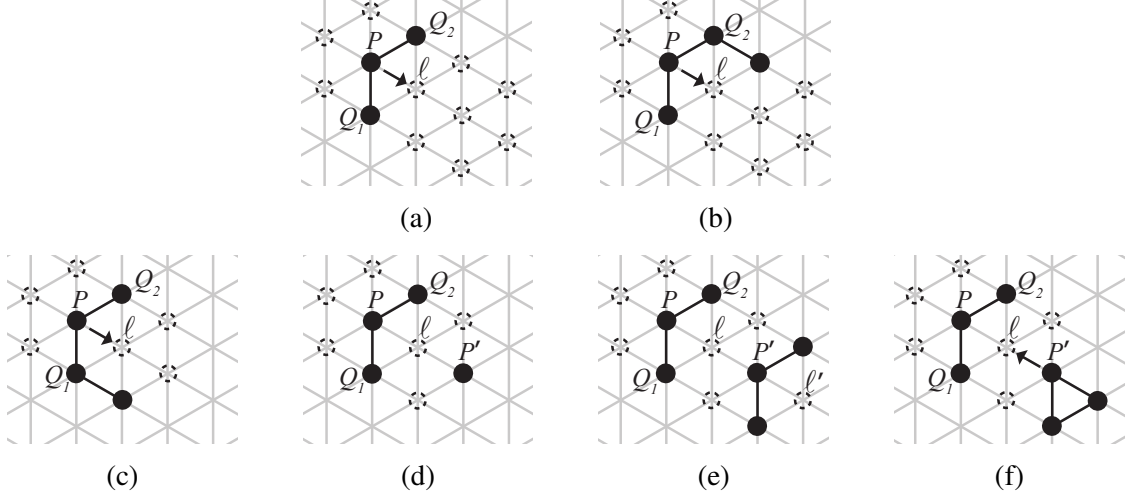 P Q₂
ℓ
Q₁
(a)
P Q₂
ℓ
Q₁
(b)
P Q₂
ℓ
Q₁
(c)
P Q₂
ℓ
Q₁ P′
(d)
P Q₂
ℓ
Q₁ P′
ℓ′
(e)
P Q₂
ℓ
Q₁ P′
(f)